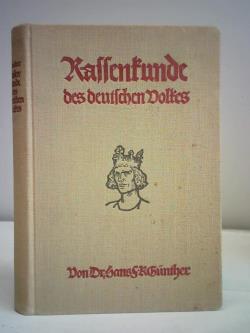 Rassenkunde
des deutschen Volkes
Von Dr. Hans F. K. Günther